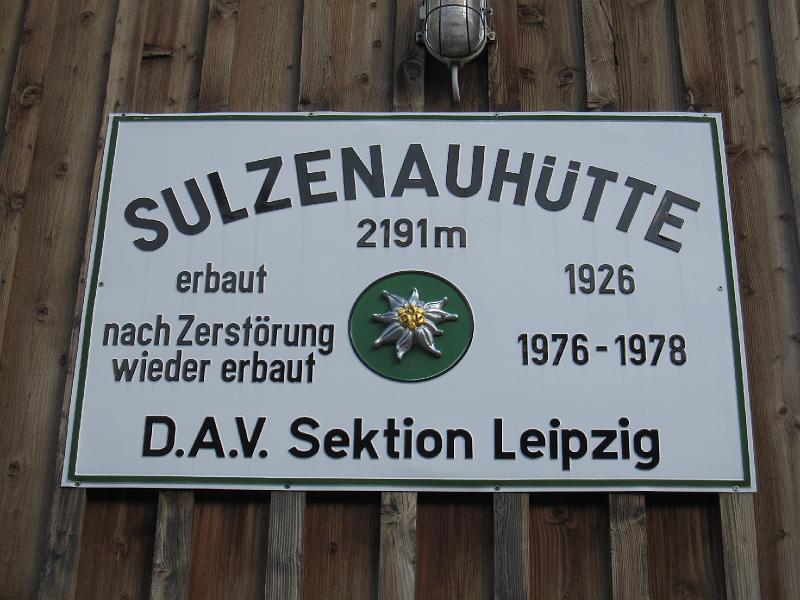 SULZENAUHÜTTE
2191m
erbaut 1926
nach Zerstörung
wieder erbaut 1976-1978
D.A.V. Sektion Leipzig